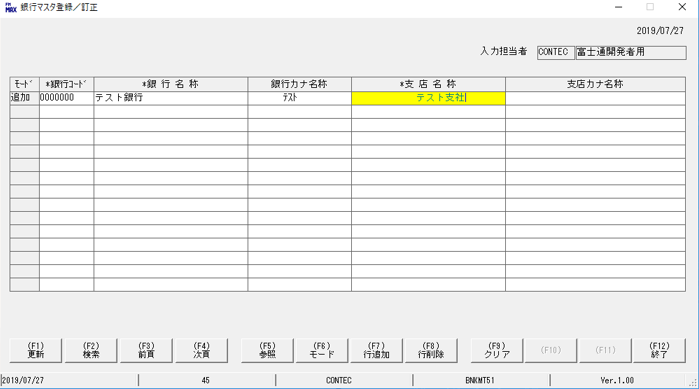 FM MAX 銀行マスタ登録／訂正
2019/07/27
入力担当者 CONTEC 富士通開発者用
ﾓｰﾄﾞ *銀行ｺｰﾄﾞ *銀 行 名 称 銀行カナ名称 *支 店 名 称 支店カナ名称
追加 0000000 テスト銀行 ﾃｽﾄ テスト支社
(F1) (F2) (F3) (F4) (F5) (F6) (F7) (F8) (F9) (F10) (F11) (F12)
更新 検索 前頁 次頁 参照 モード 行追加 行削除 クリア 終了
2019/07/27 45 CONTEC BNKMT51 Ver.1.00